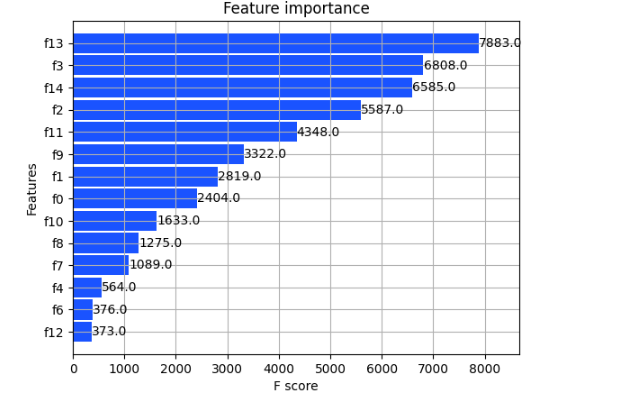 Feature importance
f13 7883.0
f3 6808.0
f14 6585.0
f2 5587.0
f11 4348.0
f9 3322.0
f1 2819.0
f0 2404.0
f10 1633.0
f8 1275.0
f7 1089.0
f4 564.0
f6 376.0
f12 373.0
Features
0 1000 2000 3000 4000 5000 6000 7000 8000
F score